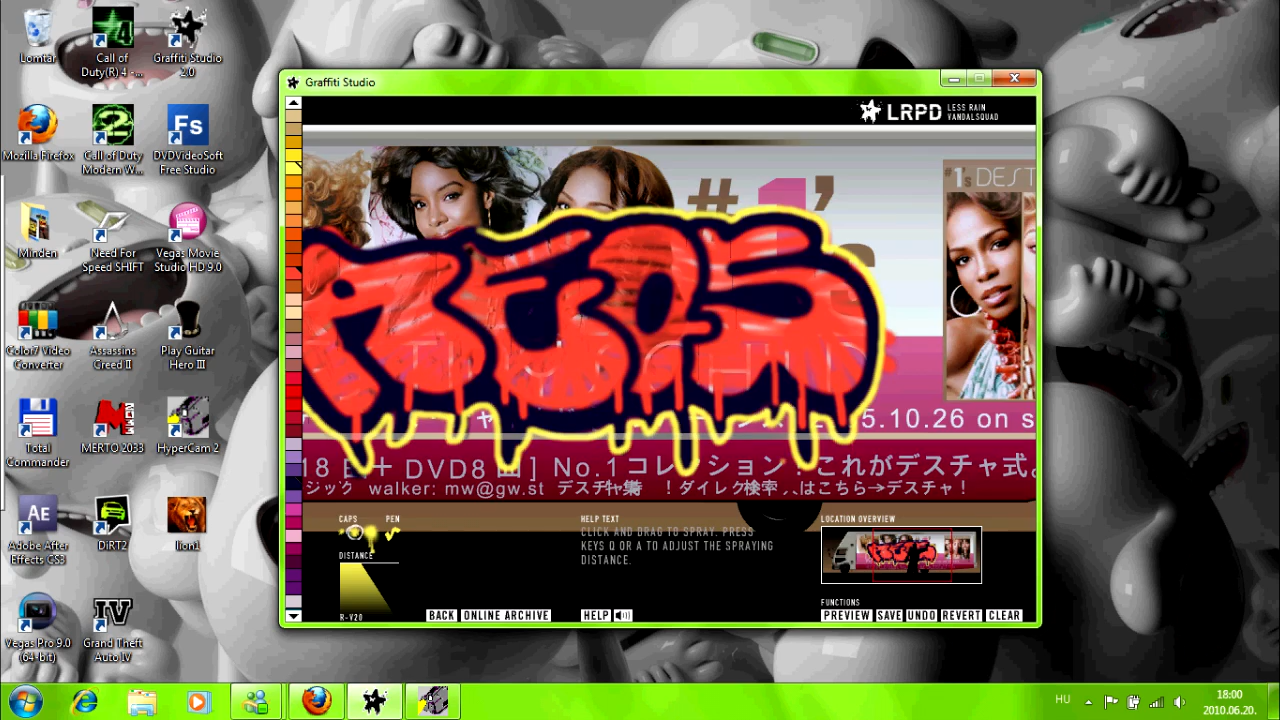 Lomtár
Call of
Duty(R) 4 -...
Graffiti Studio
2.0
Mozilla Firefox
Call of Duty
Modern W...
DVDVideoSoft
Free Studio
Fs
Minden
Need For
Speed SHIFT
Vegas Movie
Studio HD 9.0
Color7 Video
Converter
Assassins
Creed II
Play Guitar
Hero III
Total
Commander
MERTO 2033
HyperCam 2
AE
Adobe After
Effects CS3
DiRT2
lion1
Vegas Pro 9.0
(64-bit)
IV
Grand Theft
Auto IV
Graffiti Studio
LRPD
LESS RAIN
VANDALSQUAD
#1's
#1's DEST
5.10.26 on s
DVD8
] No.1コレ
ション
これがデスチャ式。
ジック walker: mw@gw.st
！ダイレク
はこちら→デスチャ！
CAPS
PEN
DISTANCE
R-V20
HELP TEXT
CLICK AND DRAG TO SPRAY. PRESS
KEYS Q OR A TO ADJUST THE SPRAYING
DISTANCE.
LOCATION OVERVIEW
FUNCTIONS
BACK ONLINE ARCHIVE HELP PREVIEW SAVE UNDO REVERT CLEAR
HU
18:00
2010.06.20.